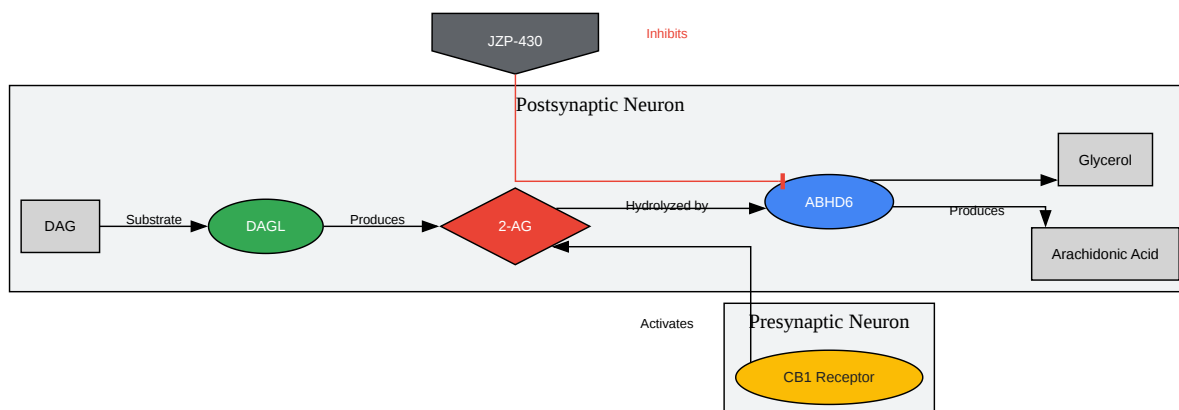 JZP-430
Inhibits
Postsynaptic Neuron
Glycerol
DAG
Substrate
DAGL
Produces
2-AG
Hydrolyzed by
ABHD6
Produces
Arachidonic Acid
Activates
Presynaptic Neuron
CB1 Receptor